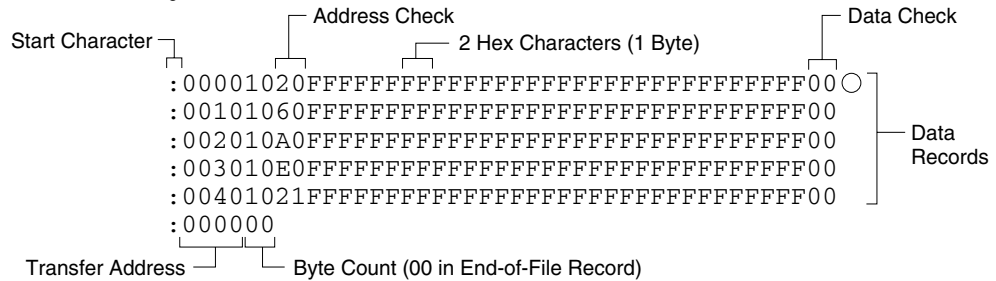 Address Check
Data Check
Start Character
2 Hex Characters (1 Byte)
:00001020FFFFFFFFFFFFFFFFFFFFFFFFFFFFFFFF00
:00101060FFFFFFFFFFFFFFFFFFFFFFFFFFFFFFFF00
:002010A0FFFFFFFFFFFFFFFFFFFFFFFFFFFFFFFF00
:003010E0FFFFFFFFFFFFFFFFFFFFFFFFFFFFFFFF00
:00401021FFFFFFFFFFFFFFFFFFFFFFFFFFFFFFFF00
:000000
Data
Records
Transfer Address
Byte Count (00 in End-of-File Record)